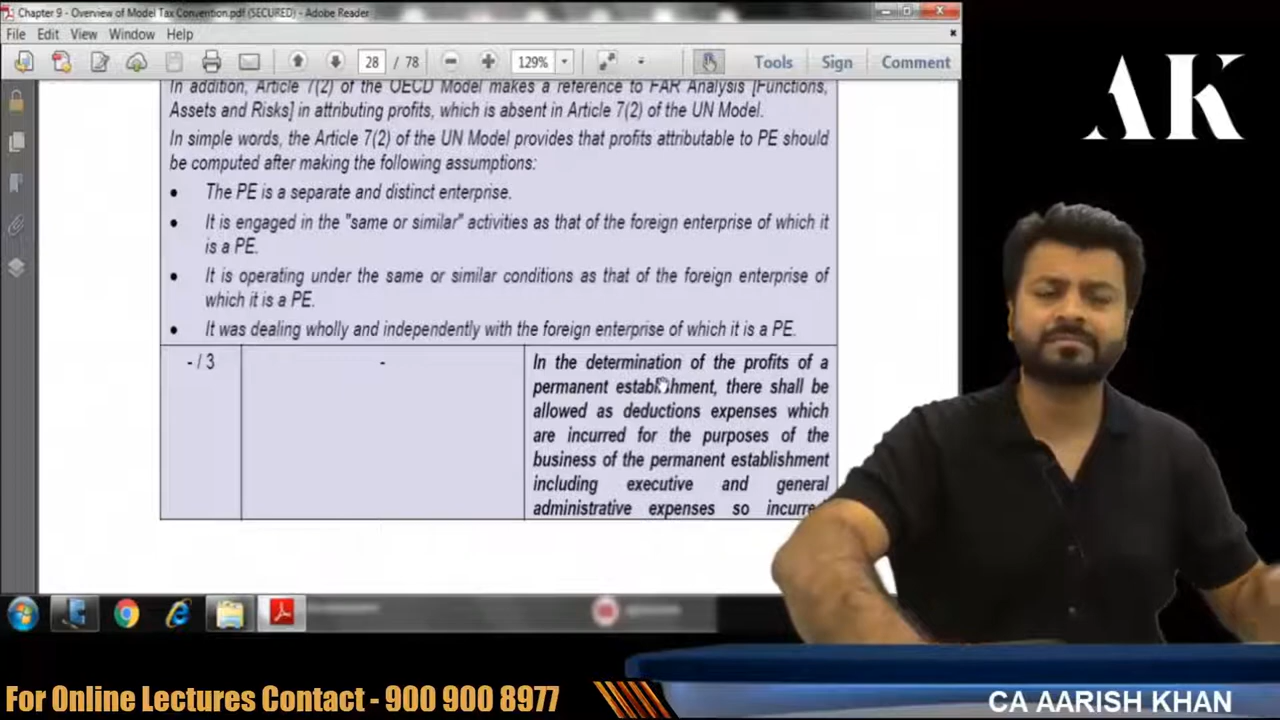 Chapter 9 - Overview of Model Tax Convention.pdf (SECURED) - Adobe Reader
File Edit View Window Help
28 / 78 129% Tools Sign Comment
In addition, Article 7(2) of the OECD Model makes a reference to FAR Analysis [Functions,
Assets and Risks] in attributing profits, which is absent in Article 7(2) of the UN Model.
In simple words, the Article 7(2) of the UN Model provides that profits attributable to PE should
be computed after making the following assumptions:
• The PE is a separate and distinct enterprise.
• It is engaged in the "same or similar" activities as that of the foreign enterprise of which it
is a PE.
• It is operating under the same or similar conditions as that of the foreign enterprise of
which it is a PE.
• It was dealing wholly and independently with the foreign enterprise of which it is a PE.
- / 3 - In the determination of the profits of a
permanent establishment, there shall be
allowed as deductions expenses which
are incurred for the purposes of the
business of the permanent establishment
including executive and general
administrative expenses so incurred
AK
For Online Lectures Contact - 900 900 8977
CA AARISH KHAN